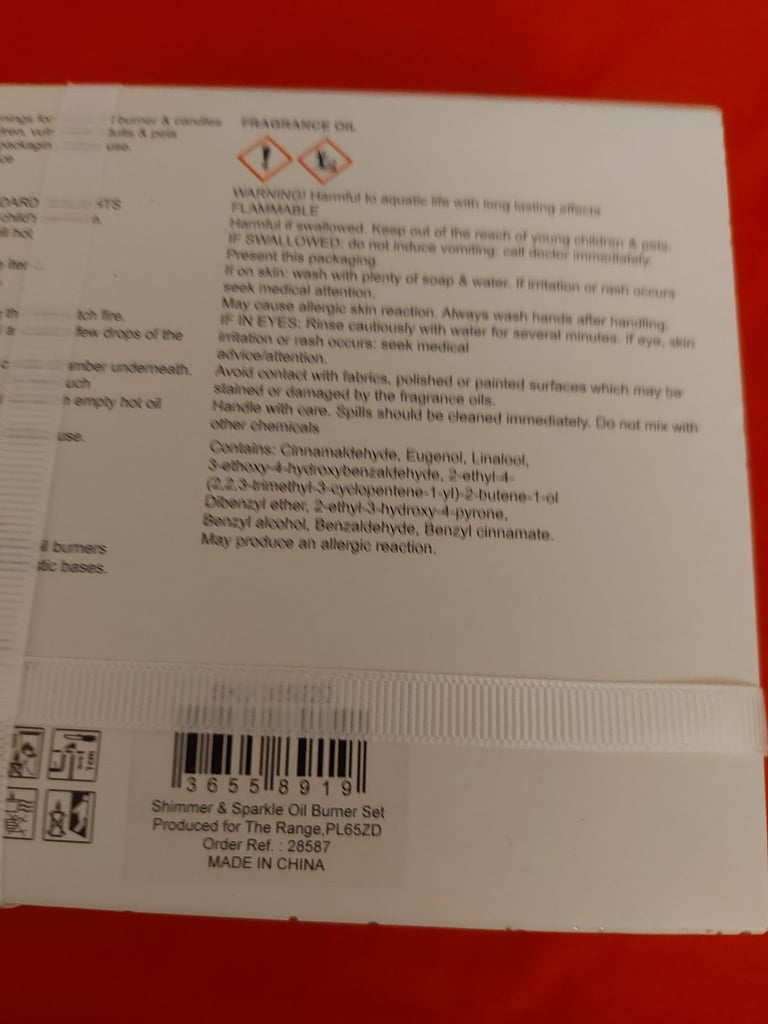 burner & candles
pets
use.
hot
fire.
few drops of the
underneath.
empty hot oil
use.
burners
bases.
FRAGRANCE OIL
WARNING! Harmful to aquatic life with long lasting effects
FLAMMABLE
Harmful if swallowed. Keep out of the reach of young children & pets.
IF SWALLOWED: do not induce vomiting: call doctor immediately.
Present this packaging.
If on skin: wash with plenty of soap & water. If irritation or rash occurs
seek medical attention.
May cause allergic skin reaction. Always wash hands after handling.
IF IN EYES: Rinse cautiously with water for several minutes. If eye, skin
irritation or rash occurs: seek medical
advice/attention.
Avoid contact with fabrics, polished or painted surfaces which may be
stained or damaged by the fragrance oils.
Handle with care. Spills should be cleaned immediately. Do not mix with
other chemicals
Contains: Cinnamaldehyde, Eugenol, Linalool,
3-ethoxy-4-hydroxybenzaldehyde, 2-ethyl-4-
(2,2,3-trimethyl-3-cyclopentene-1-yl)-2-butene-1-ol
Dibenzyl ether, 2-ethyl-3-hydroxy-4-pyrone,
Benzyl alcohol, Benzaldehyde, Benzyl cinnamate.
May produce an allergic reaction.
36558919
Shimmer & Sparkle Oil Burner Set
Produced for The Range,PL65ZD
Order Ref. : 28587
MADE IN CHINA